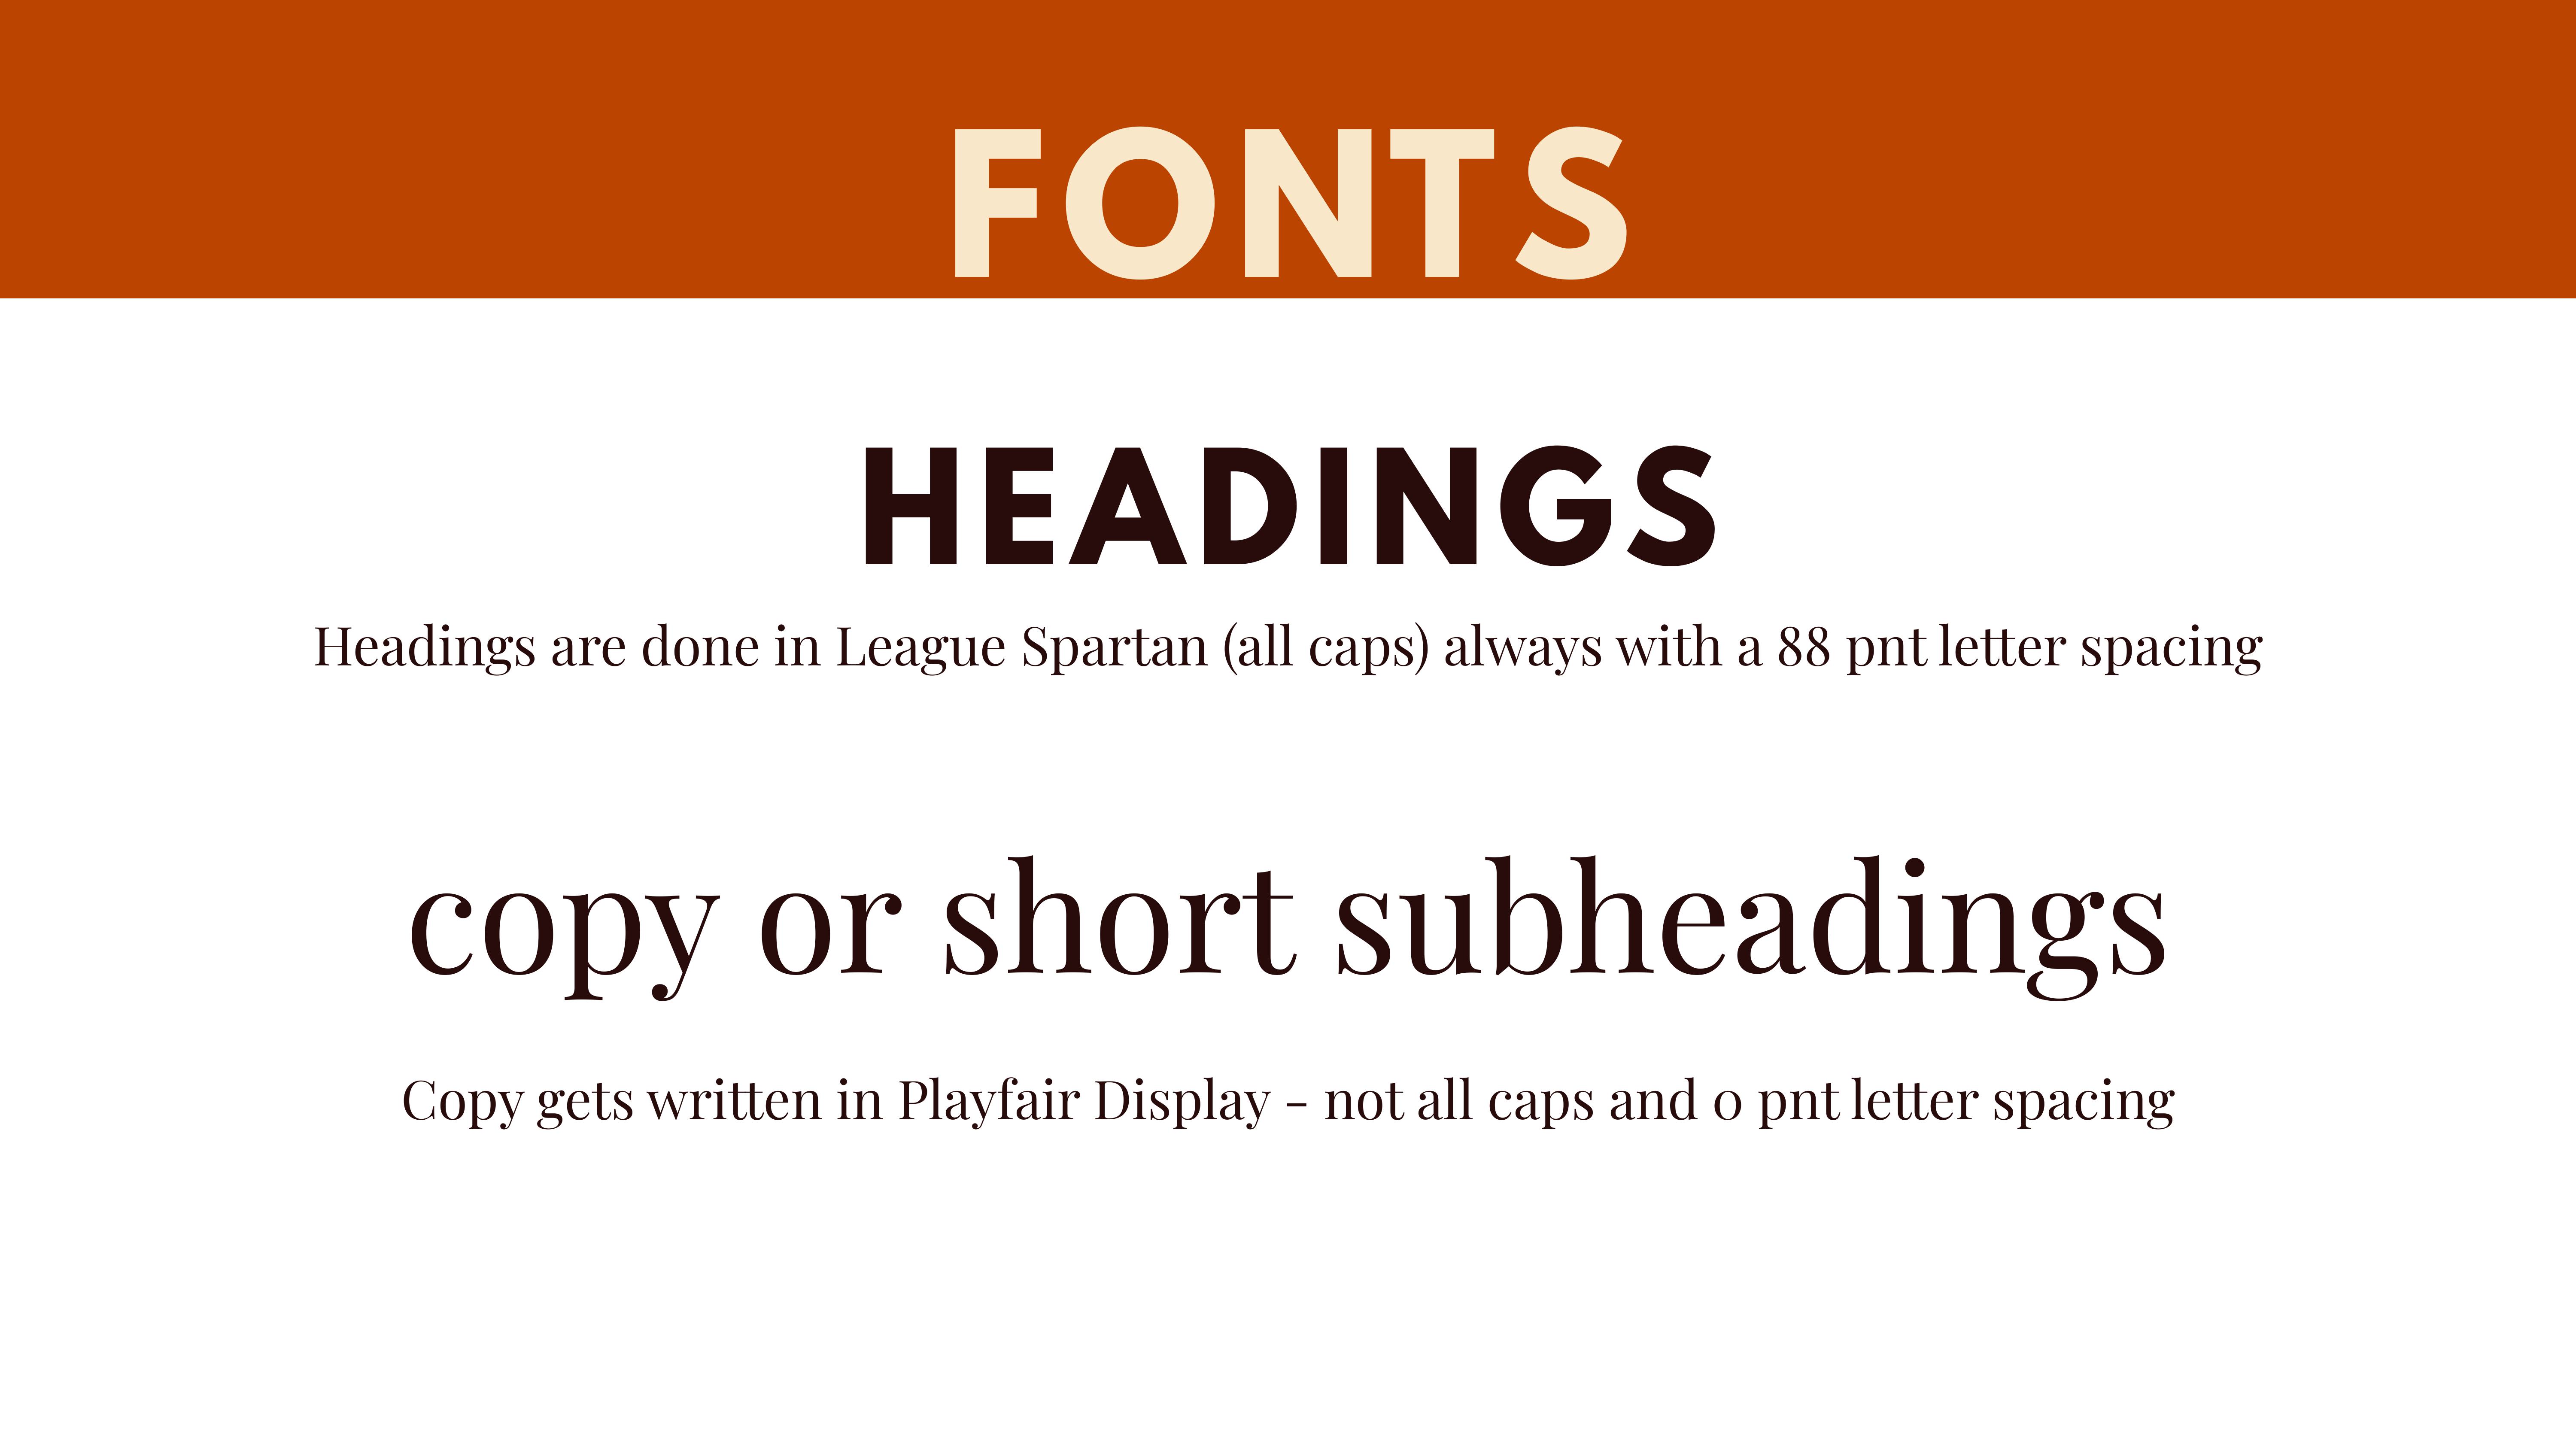 FONTS
HEADINGS
Headings are done in League Spartan (all caps) always with a 88 pnt letter spacing
copy or short subheadings
Copy gets written in Playfair Display - not all caps and 0 pnt letter spacing